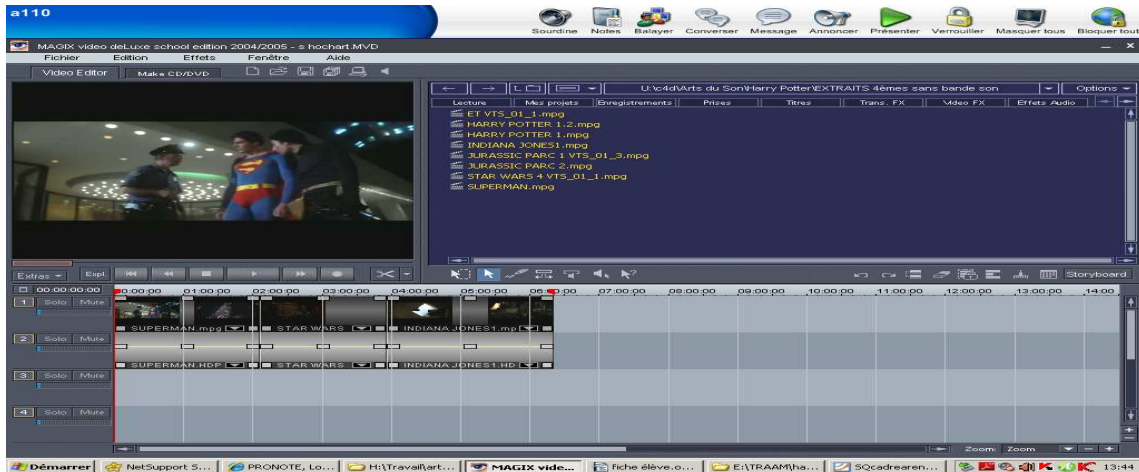 a110
Sourdine Notes Balayer Converser Message Annoncer Présenter Verrouiller Masquer tous Bloquer tout
MAGIX video deLuxe school edition 2004/2005 - s hochart.MVD
Fichier Edition Effets Fenêtre Aide
Video Editor Make CD/DVD
U:\c4d\Arts du Son\Harry Potter\EXTRAITS 4èmes sans bande son Options
Lecture Mes projets Enregistrements Prises Titres Trans. FX Video FX Effets Audio
ET VTS_01_1.mpg
HARRY POTTER 1.2.mpg
HARRY POTTER 1.mpg
INDIANA JONES1.mpg
JURASSIC PARC 1 VTS_01_3.mpg
JURASSIC PARC 2.mpg
STAR WARS 4 VTS_01_1.mpg
SUPERMAN.mpg
Extras Expl. Storyboard
00:00:00:00 00:00:00 01:00:00 02:00:00 03:00:00 04:00:00 05:00:00 06:00:00 07:00:00 08:00:00 09:00:00 10:00:00 11:00:00 12:00:00 13:00:00 14:00
1 Solo Mute
SUPERMAN.mpg STAR WARS INDIANA JONES1.mp
2 Solo Mute
SUPERMAN.HDP STAR WARS INDIANA JONES1.HD
3 Solo Mute
4 Solo Mute
Zoom: Zoom
Démarrer NetSupport S... PRONOTE, Lo... H:\Travail\art... MAGIX vide... Fiche élève.o... E:\TRAAM\ha... SQcadrearen... 13:44